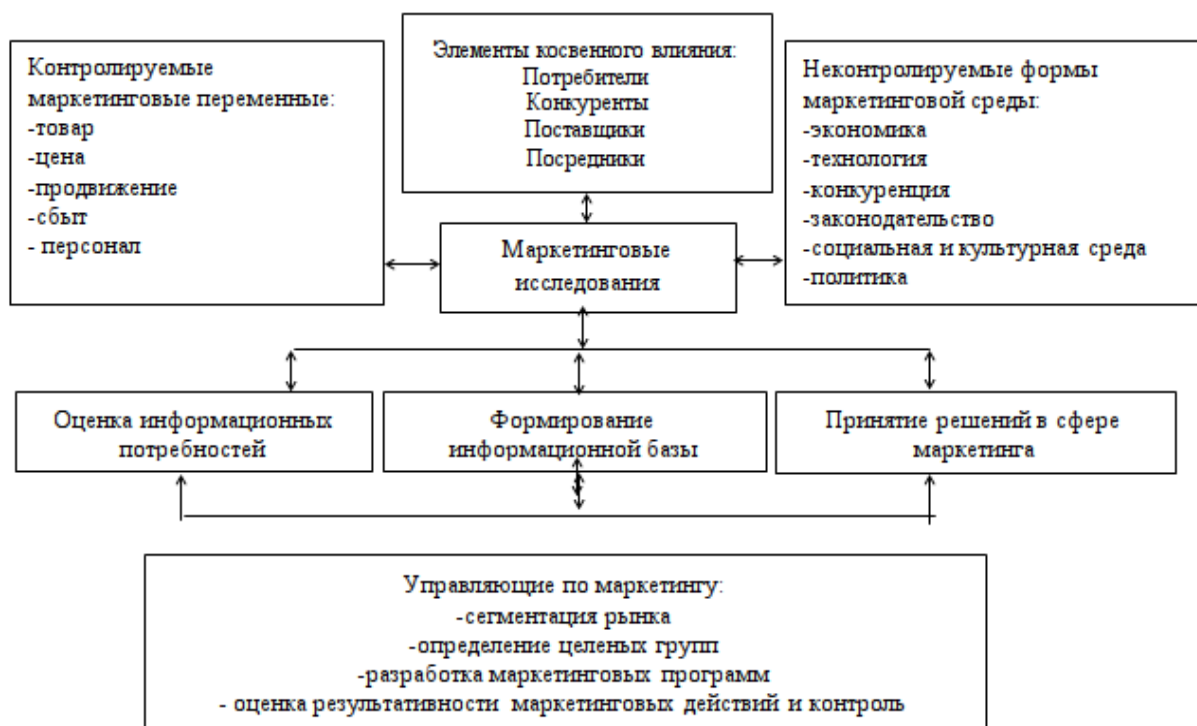 Контролируемые
маркетинговые переменные:
-товар
-цена
-продвижение
-сбыт
- персонал
Элементы косвенного влияния:
Потребители
Конкуренты
Поставщики
Посредники
Неконтролируемые формы
маркетинговой среды:
-экономика
-технология
-конкуренция
-законодательство
-социальная и культурная среда
-политика
Маркетинговые
исследования
Оценка информационных
потребностей
Формирование
информационной базы
Принятие решений в сфере
маркетинга
Управляющие по маркетингу:
-сегментация рынка
-определение целеных групп
-разработка маркетинговых программ
- оценка результативности маркетинговых действий и контроль